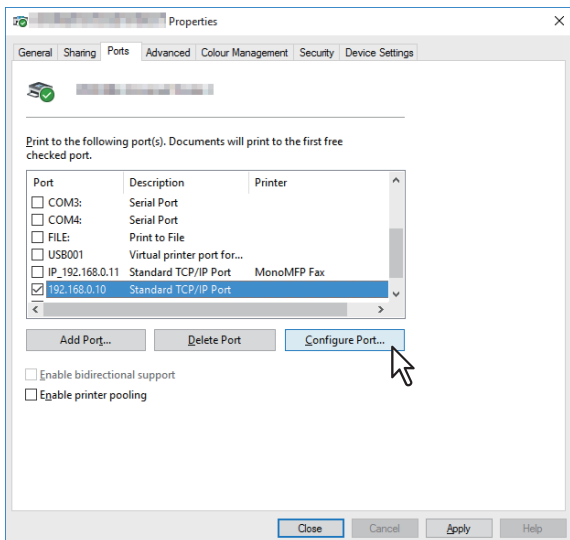 Properties
General Sharing Ports Advanced Colour Management Security Device Settings
Print to the following port(s). Documents will print to the first free
checked port.
Port Description Printer
COM3: Serial Port
COM4: Serial Port
FILE: Print to File
USB001 Virtual printer port for...
IP_192.168.0.11 Standard TCP/IP Port MonoMFP Fax
192.168.0.10 Standard TCP/IP Port
Add Port... Delete Port Configure Port...
Enable bidirectional support
Enable printer pooling
Close Cancel Apply Help